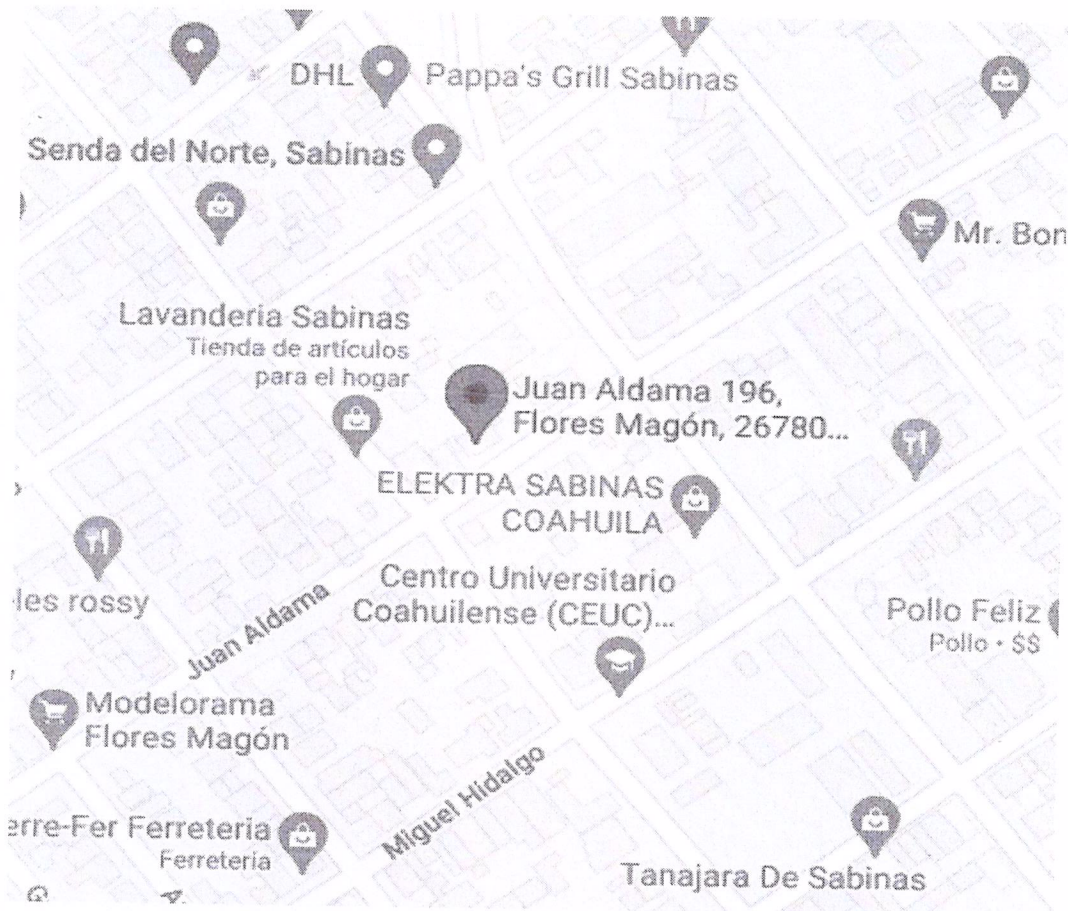 DHL
Pappa's Grill Sabinas
Senda del Norte, Sabinas
Mr. Bon
Lavanderia Sabinas
Tienda de artículos
para el hogar
Juan Aldama 196,
Flores Magón, 26780...
ELEKTRA SABINAS
COAHUILA
Centro Universitario
Coahuilense (CEUC)...
les rossy
Juan Aldama
Pollo Feliz
Pollo • $$
Modelorama
Flores Magón
Miguel Hidalgo
erre-Fer Ferreteria
Ferretería
Tanajara De Sabinas
G
A